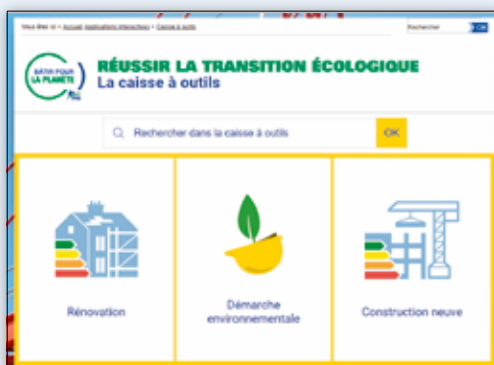 Vous êtes ici > Accueil Applications interactives > Caisse à outils
Rechercher
OK
BÂTIR POUR
LA PLANÈTE
RÉUSSIR LA TRANSITION ÉCOLOGIQUE
La caisse à outils
Rechercher dans la caisse à outils
OK
Rénovation
Démarche
environnementale
Construction neuve